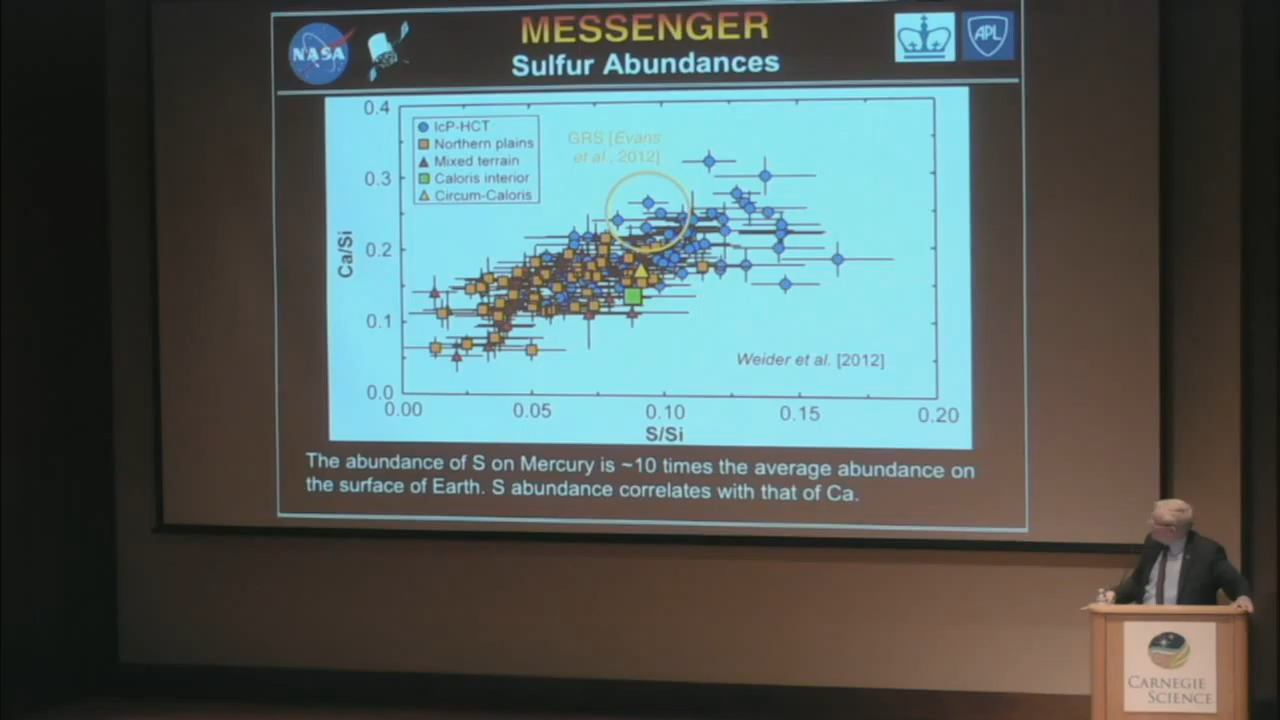 MESSENGER
Sulfur Abundances
NASA
APL
0.4
0.3
0.2
0.1
0.0
Ca/Si
IcP-HCT
Northern plains
Mixed terrain
Caloris interior
Circum-Caloris
GRS [Evans
et al., 2012]
Weider et al. [2012]
0.00 0.05 0.10 0.15 0.20
S/Si
The abundance of S on Mercury is ~10 times the average abundance on
the surface of Earth. S abundance correlates with that of Ca.
CARNEGIE
SCIENCE